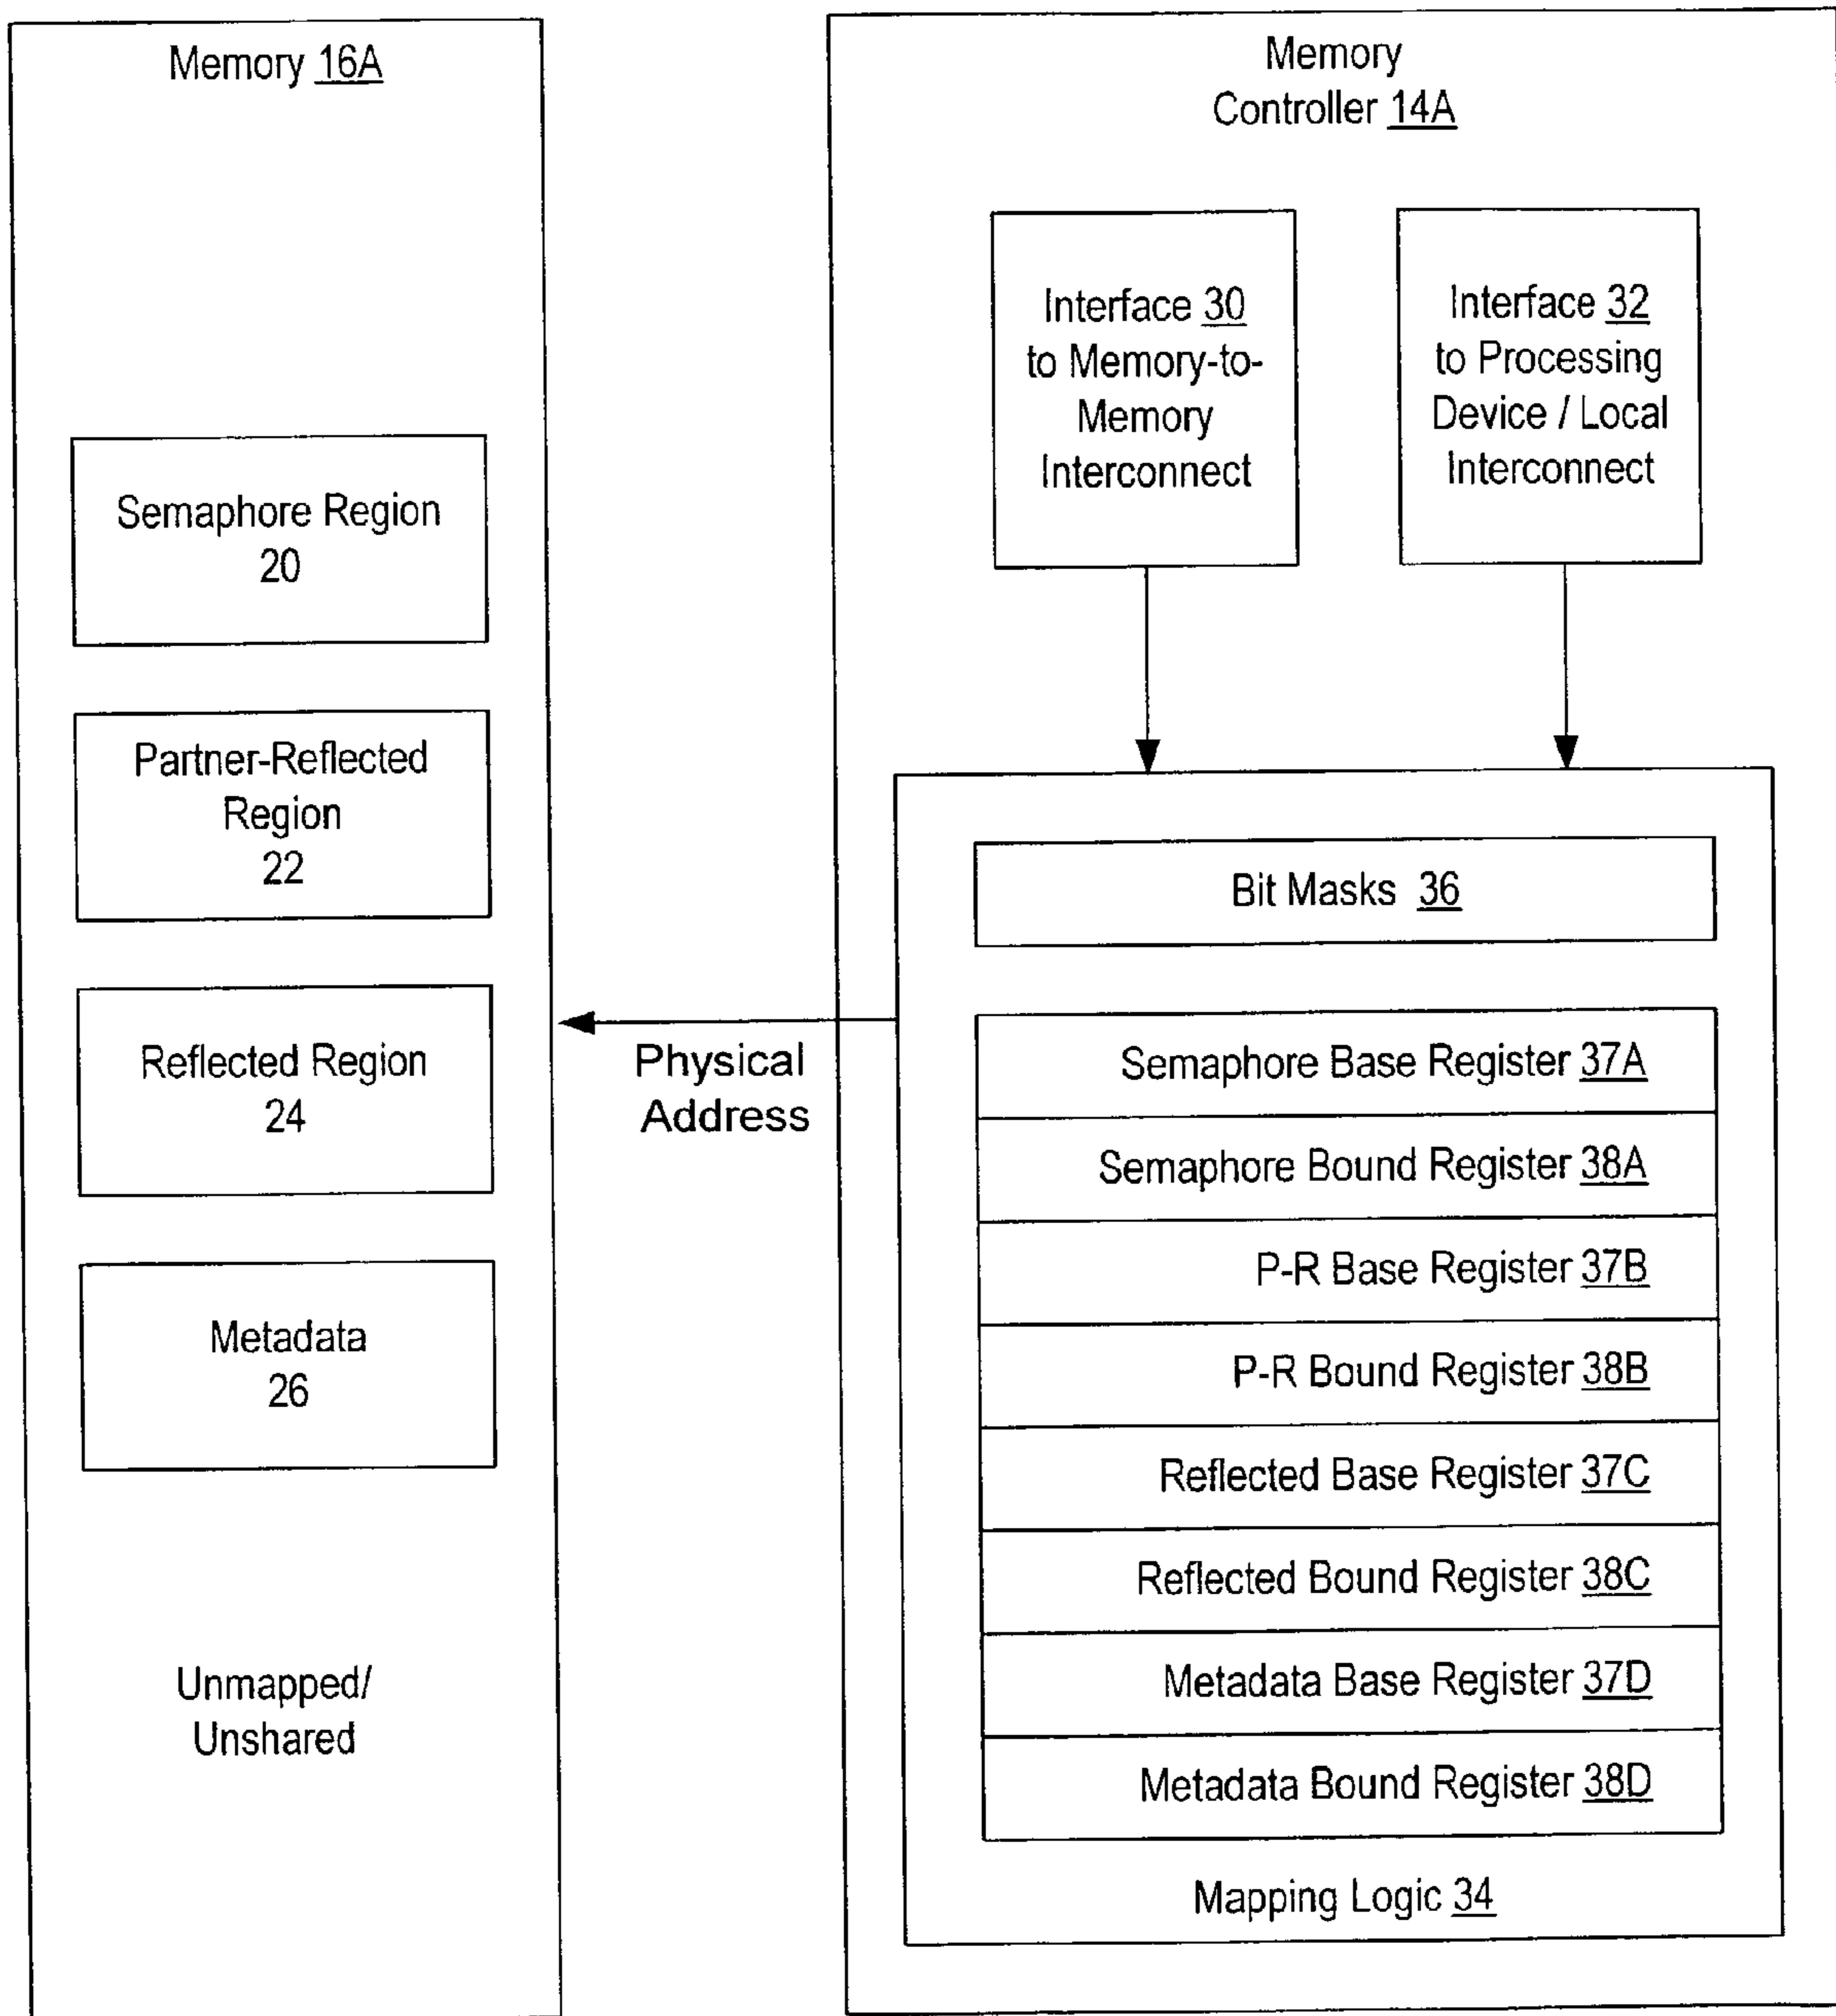 Memory 16A
Semaphore Region
20
Partner-Reflected
Region
22
Reflected Region
24
Metadata
26
Unmapped/
Unshared
Physical
Address
Memory
Controller 14A
Interface 30
to Memory-to-
Memory
Interconnect
Interface 32
to Processing
Device / Local
Interconnect
Bit Masks 36
Semaphore Base Register 37A
Semaphore Bound Register 38A
P-R Base Register 37B
P-R Bound Register 38B
Reflected Base Register 37C
Reflected Bound Register 38C
Metadata Base Register 37D
Metadata Bound Register 38D
Mapping Logic 34